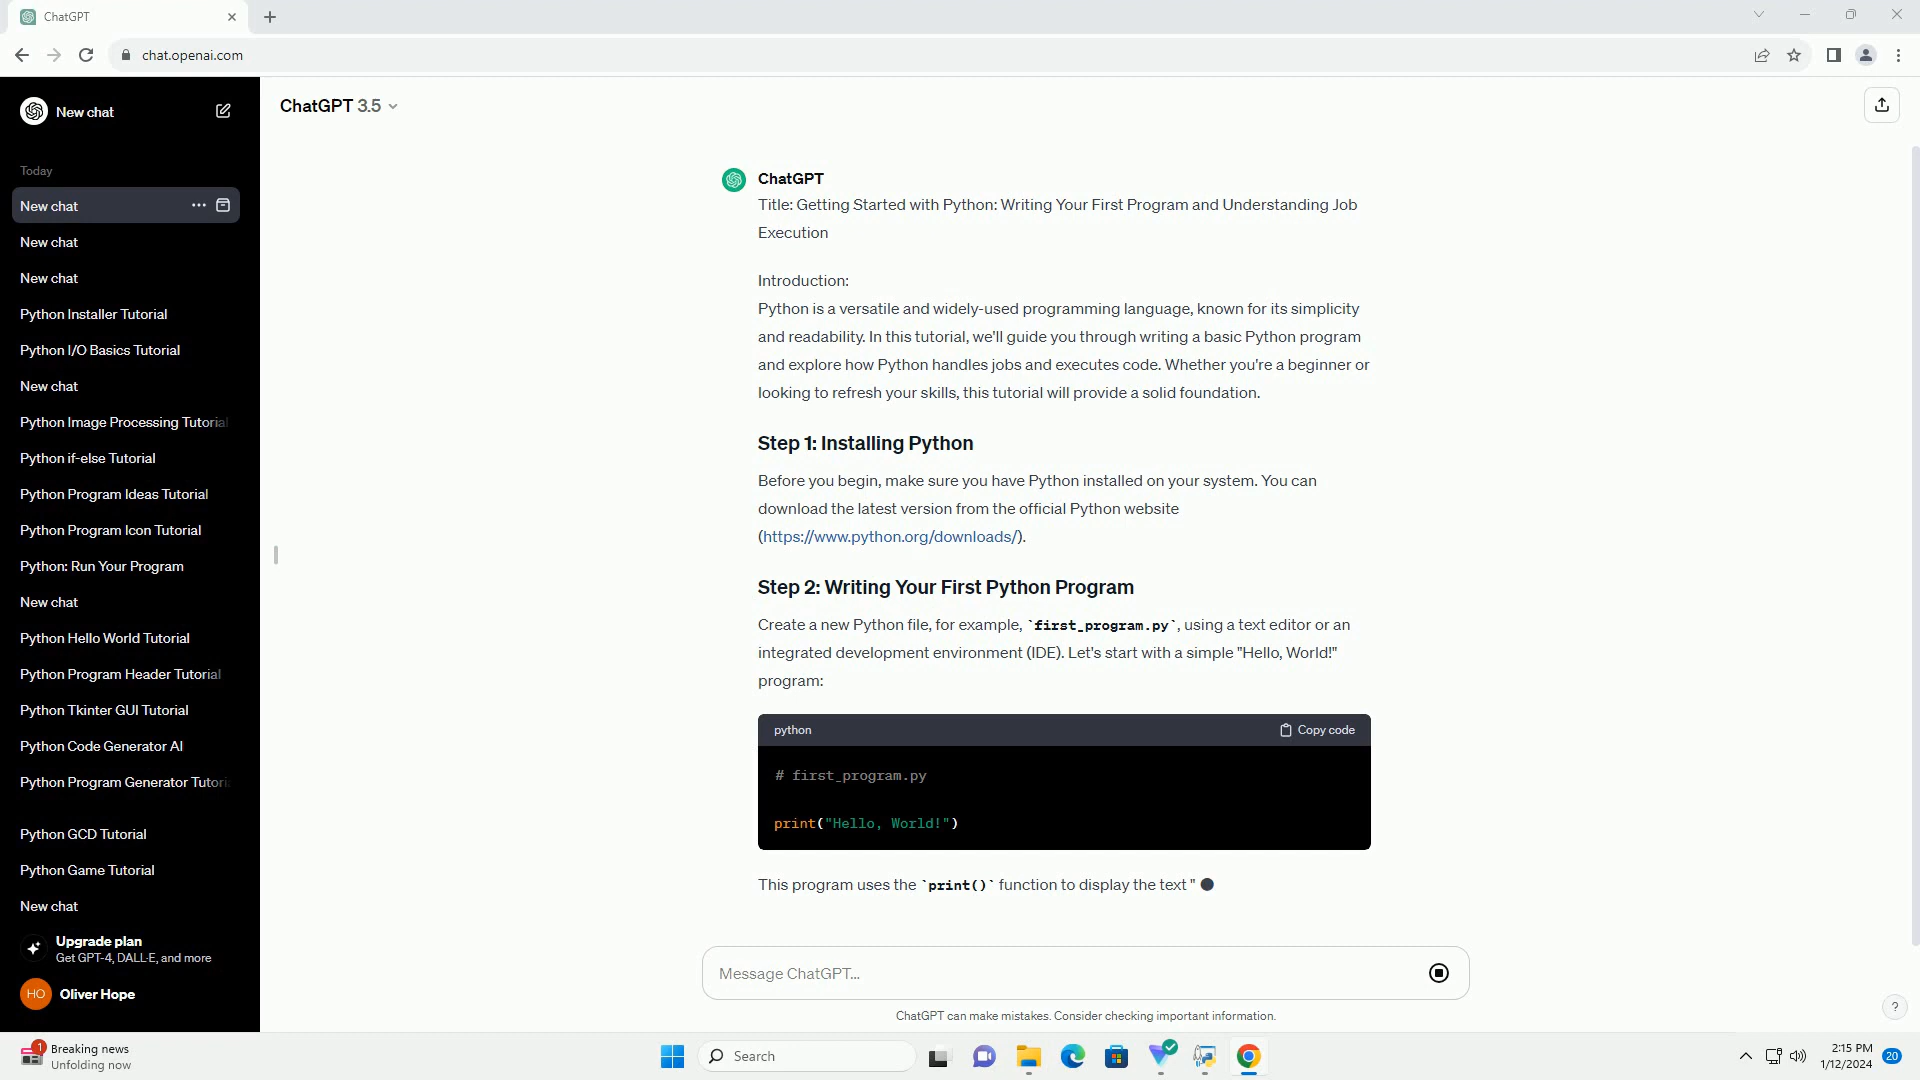 ChatGPT
chat.openai.com
New chat
Today
New chat
New chat
New chat
Python Installer Tutorial
Python I/O Basics Tutorial
New chat
Python Image Processing Tutorial
Python if-else Tutorial
Python Program Ideas Tutorial
Python Program Icon Tutorial
Python: Run Your Program
New chat
Python Hello World Tutorial
Python Program Header Tutorial
Python Tkinter GUI Tutorial
Python Code Generator AI
Python Program Generator Tutori
Python GCD Tutorial
Python Game Tutorial
New chat
Upgrade plan
Get GPT-4, DALL·E, and more
HO Oliver Hope
ChatGPT 3.5
ChatGPT
Title: Getting Started with Python: Writing Your First Program and Understanding Job
Execution
Introduction:
Python is a versatile and widely-used programming language, known for its simplicity
and readability. In this tutorial, we'll guide you through writing a basic Python program
and explore how Python handles jobs and executes code. Whether you're a beginner or
looking to refresh your skills, this tutorial will provide a solid foundation.
Step 1: Installing Python
Before you begin, make sure you have Python installed on your system. You can
download the latest version from the official Python website
(https://www.python.org/downloads/).
Step 2: Writing Your First Python Program
Create a new Python file, for example, `first_program.py`, using a text editor or an
integrated development environment (IDE). Let's start with a simple "Hello, World!"
program:
python Copy code
# first_program.py
print("Hello, World!")
This program uses the `print()` function to display the text "
Message ChatGPT...
ChatGPT can make mistakes. Consider checking important information.
?
1
Breaking news
Unfolding now
Search
2:15 PM
1/12/2024
20